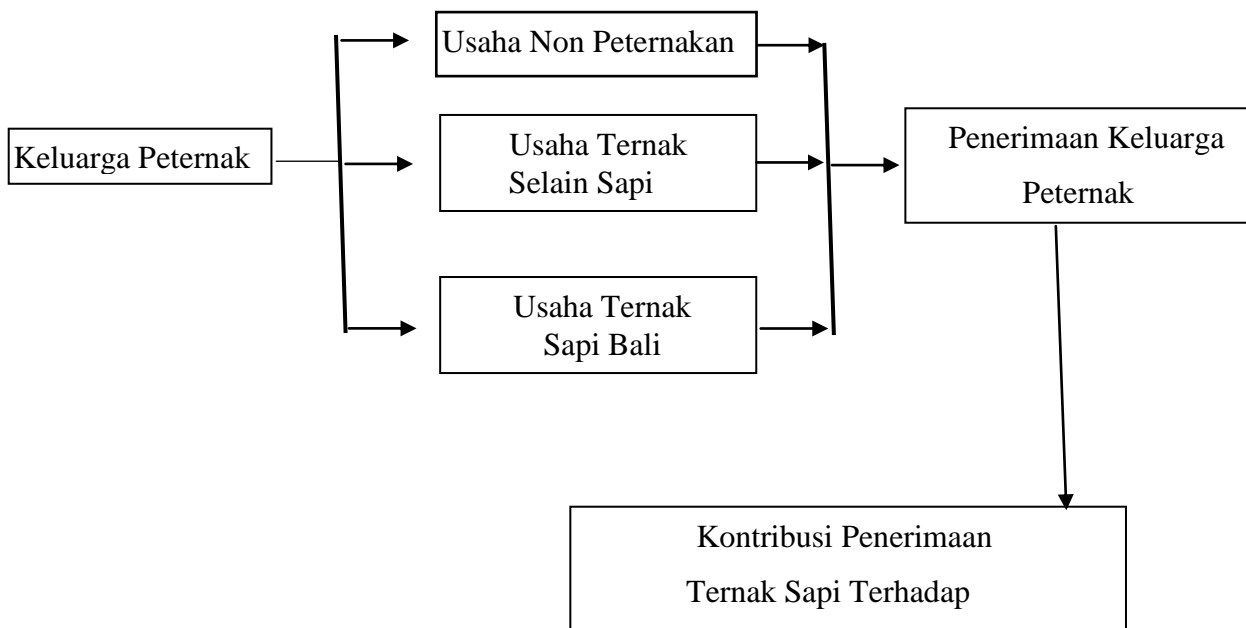 Keluarga Peternak
Usaha Non Peternakan
Usaha Ternak
Selain Sapi
Usaha Ternak
Sapi Bali
Penerimaan Keluarga
Peternak
Kontribusi Penerimaan
Ternak Sapi Terhadap